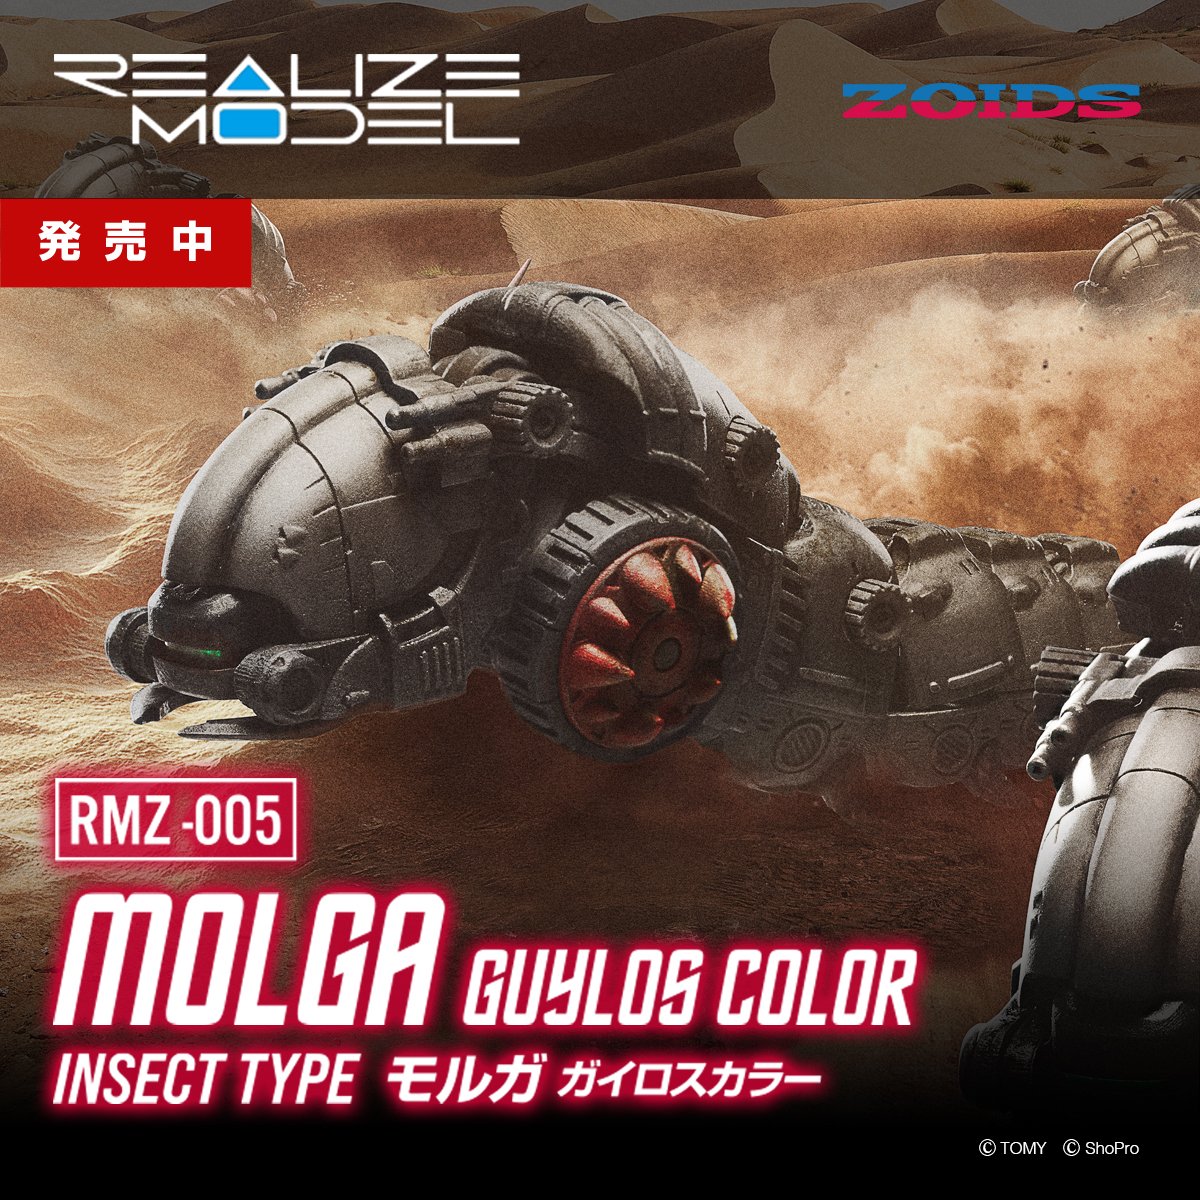 REALIZE
MODEL
ZOIDS
発売中
RMZ -005
MOLGA GUYLOS COLOR
INSECT TYPE モルガ ガイロスカラー
© TOMY © ShoPro